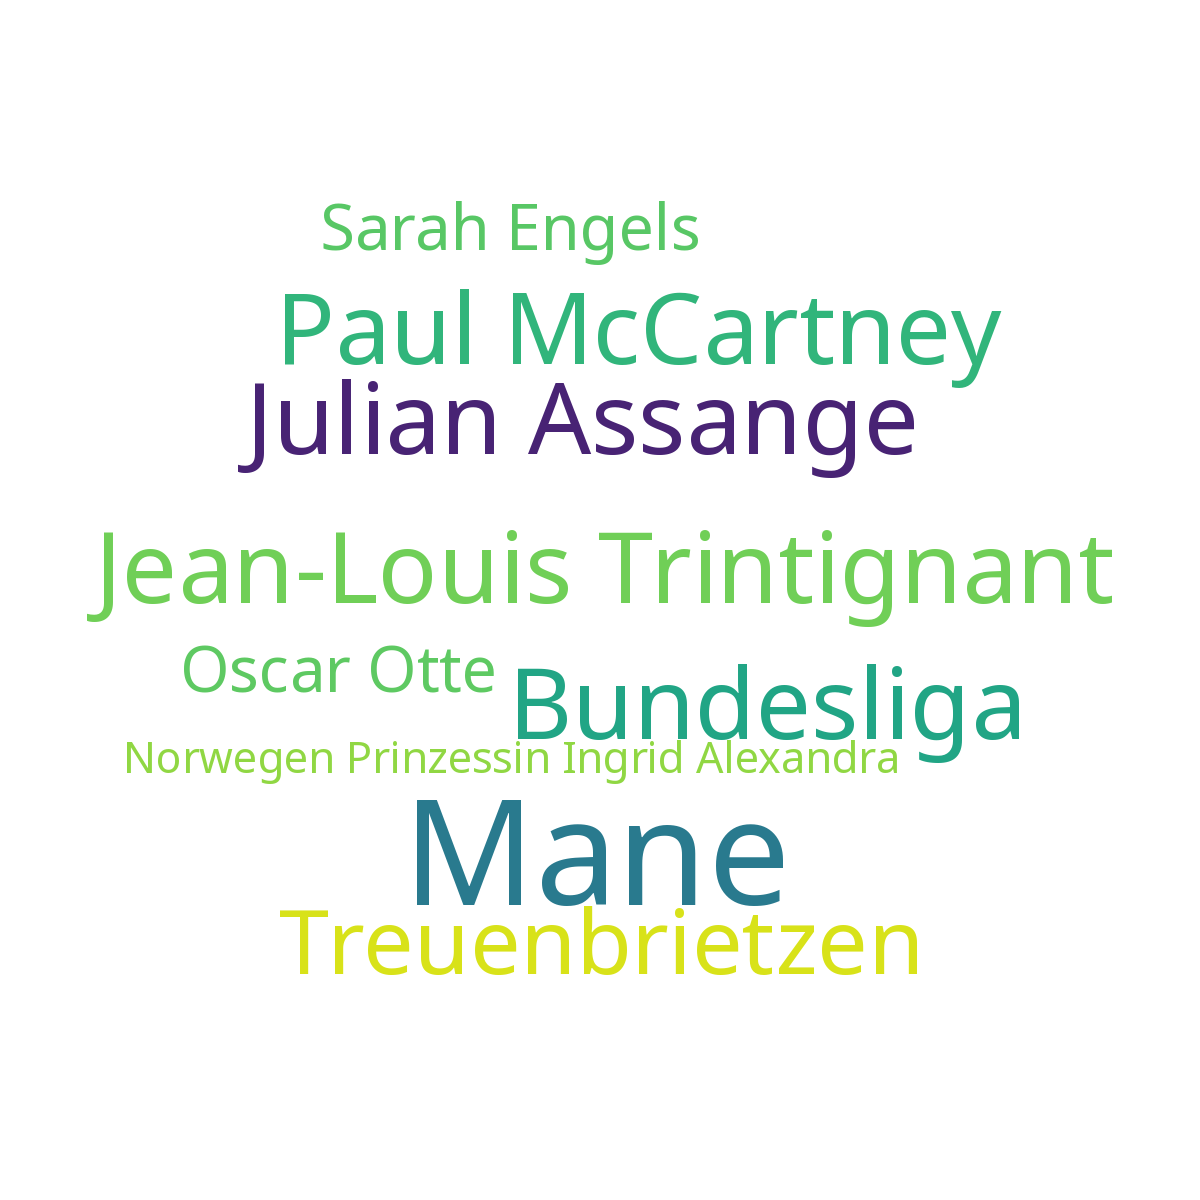 Sarah Engels
Paul McCartney
Julian Assange
Jean-Louis Trintignant
Oscar Otte
Bundesliga
Norwegen Prinzessin Ingrid Alexandra
Mane
Treuenbrietzen